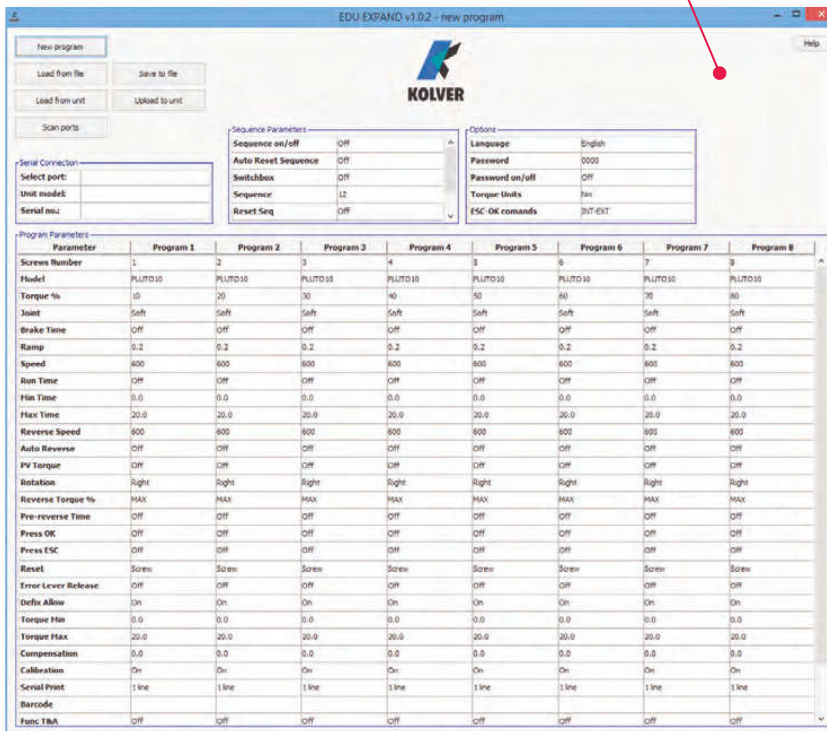 EDU EXPAND v1.0.2 - new program
New program
Help
Load from file Save to file
Load from unit Upload to unit
KOLVER
Scan ports
Serial Connection
Select port:
Unit model:
Serial no.:
Sequence Parameters
Sequence on/off Off
Auto Reset Sequence Off
Switchbox Off
Sequence 12
Reset Seq Off
Options
Language English
Password 0000
Password on/off Off
Torque Units Nm
ESC-OK comands INT-EXT
Program Parameters
Parameter Program 1 Program 2 Program 3 Program 4 Program 5 Program 6 Program 7 Program 8
Screws Number 1 2 3 4 5 6 7 8
Model PLUTO10 PLUTO10 PLUTO10 PLUTO10 PLUTO10 PLUTO10 PLUTO10 PLUTO10
Torque % 10 20 30 40 50 60 70 80
Joint Soft Soft Soft Soft Soft Soft Soft Soft
Brake Time Off Off Off Off Off Off Off Off
Ramp 0.2 0.2 0.2 0.2 0.2 0.2 0.2 0.2
Speed 600 600 600 600 600 600 600 600
Run Time Off Off Off Off Off Off Off Off
Min Time 0.0 0.0 0.0 0.0 0.0 0.0 0.0 0.0
Max Time 20.0 20.0 20.0 20.0 20.0 20.0 20.0 20.0
Reverse Speed 600 600 600 600 600 600 600 600
Auto Reverse Off Off Off Off Off Off Off Off
PV Torque Off Off Off Off Off Off Off Off
Rotation Right Right Right Right Right Right Right Right
Reverse Torque % MAX MAX MAX MAX MAX MAX MAX MAX
Pre-reverse Time Off Off Off Off Off Off Off Off
Press OK Off Off Off Off Off Off Off Off
Press ESC Off Off Off Off Off Off Off Off
Reset Screw Screw Screw Screw Screw Screw Screw Screw
Error Lever Release Off Off Off Off Off Off Off Off
Defix Allow On On On On On On On On
Torque Min 0.0 0.0 0.0 0.0 0.0 0.0 0.0 0.0
Torque Max 20.0 20.0 20.0 20.0 20.0 20.0 20.0 20.0
Compensation 0.0 0.0 0.0 0.0 0.0 0.0 0.0 0.0
Calibration On On On On On On On On
Serial Print 1 line 1 line 1 line 1 line 1 line 1 line 1 line 1 line
Barcode
Func T&A Off Off Off Off Off Off Off Off